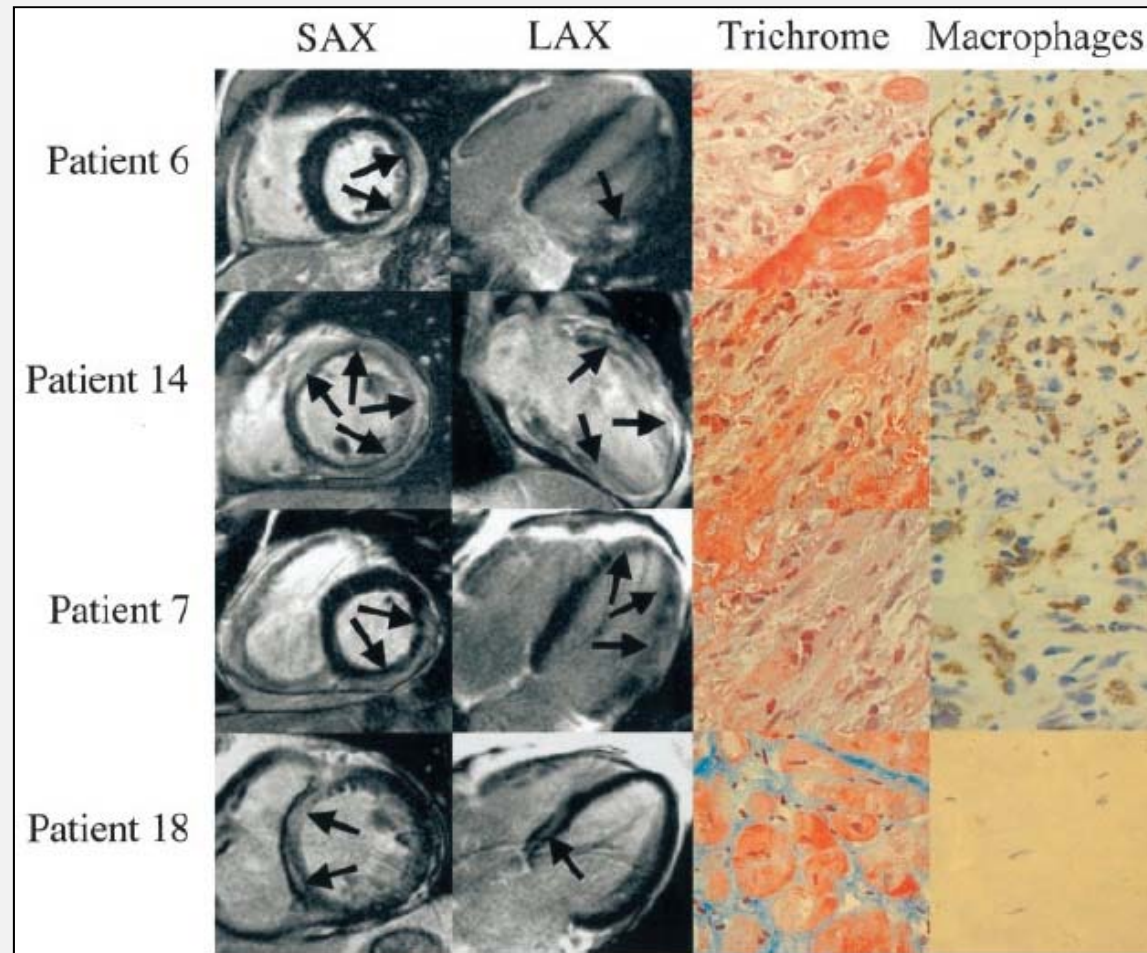 SAX LAX Trichrome Macrophages
Patient 6
Patient 14
Patient 7
Patient 18